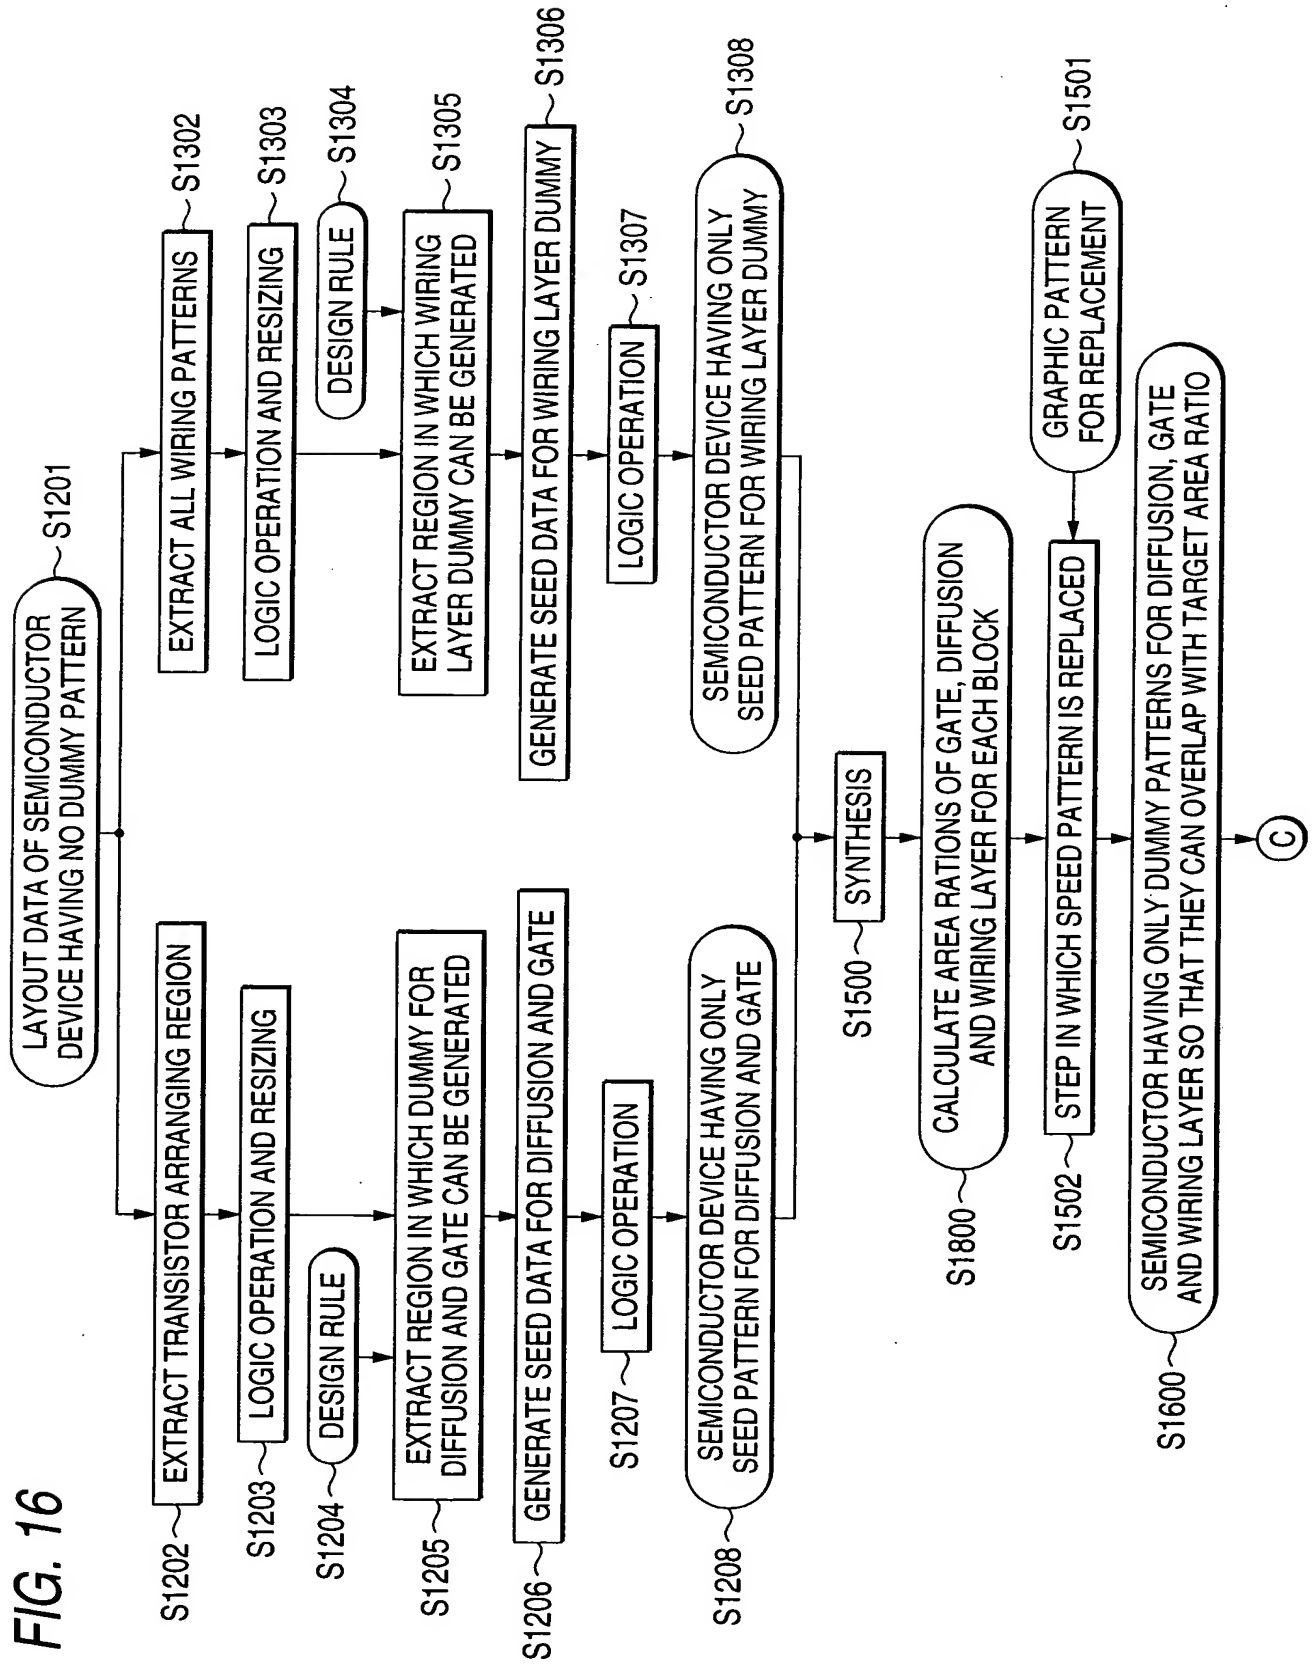 FIG. 16
LAYOUT DATA OF SEMICONDUCTOR
DEVICE HAVING NO DUMMY PATTERN
S1201
S1202
EXTRACT TRANSISTOR ARRANGING REGION
EXTRACT ALL WIRING PATTERNS
S1302
S1203
LOGIC OPERATION AND RESIZING
LOGIC OPERATION AND RESIZING
S1303
S1204
DESIGN RULE
DESIGN RULE
S1304
S1205
EXTRACT REGION IN WHICH DUMMY FOR
DIFFUSION AND GATE CAN BE GENERATED
EXTRACT REGION IN WHICH WIRING
LAYER DUMMY CAN BE GENERATED
S1305
S1206
GENERATE SEED DATA FOR DIFFUSION AND GATE
GENERATE SEED DATA FOR WIRING LAYER DUMMY
S1306
S1207
LOGIC OPERATION
LOGIC OPERATION
S1307
S1208
SEMICONDUCTOR DEVICE HAVING ONLY
SEED PATTERN FOR DIFFUSION AND GATE
SEMICONDUCTOR DEVICE HAVING ONLY
SEED PATTERN FOR WIRING LAYER DUMMY
S1308
S1500
SYNTHESIS
S1800
CALCULATE AREA RATIONS OF GATE, DIFFUSION
AND WIRING LAYER FOR EACH BLOCK
GRAPHIC PATTERN
FOR REPLACEMENT
S1501
S1502
STEP IN WHICH SPEED PATTERN IS REPLACED
S1600
SEMICONDUCTOR HAVING ONLY DUMMY PATTERNS FOR DIFFUSION, GATE
AND WIRING LAYER SO THAT THEY CAN OVERLAP WITH TARGET AREA RATIO
C